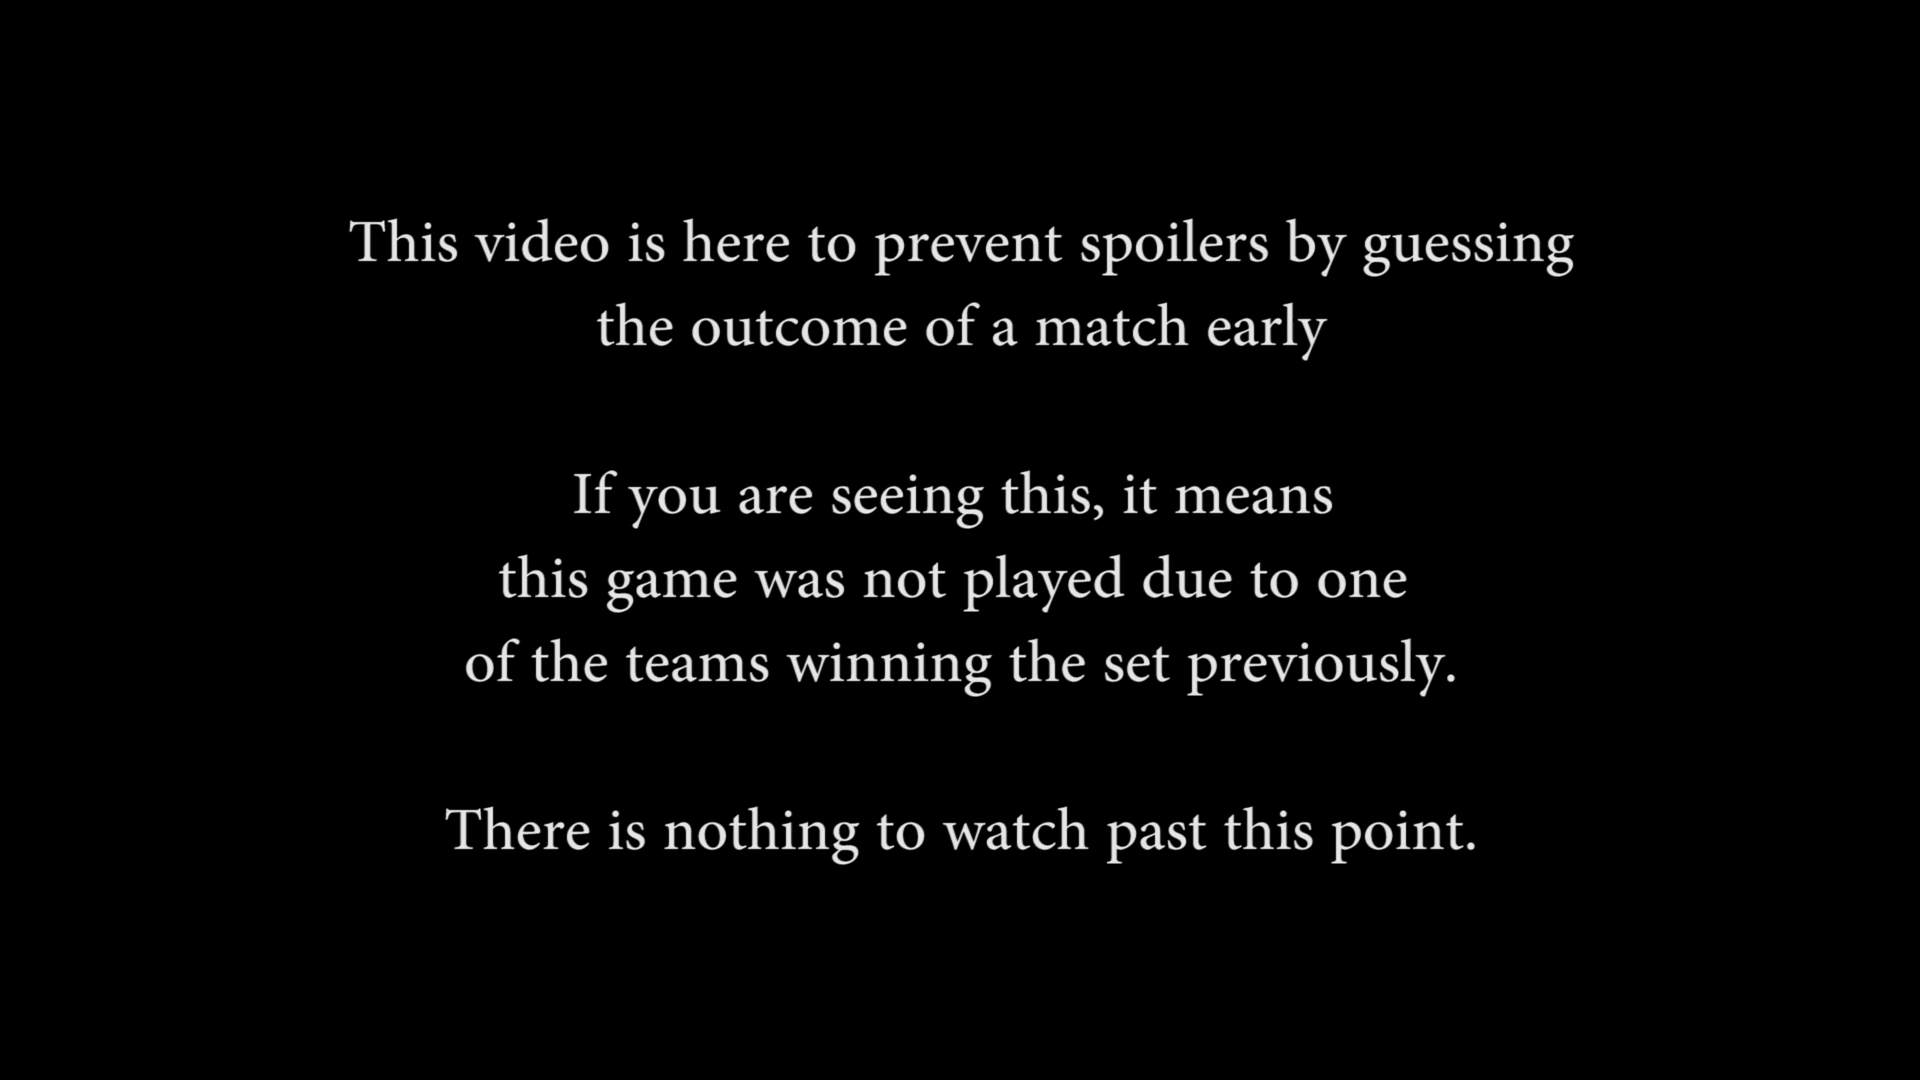 This video is here to prevent spoilers by guessing
the outcome of a match early
If you are seeing this, it means
this game was not played due to one
of the teams winning the set previously.
There is nothing to watch past this point.